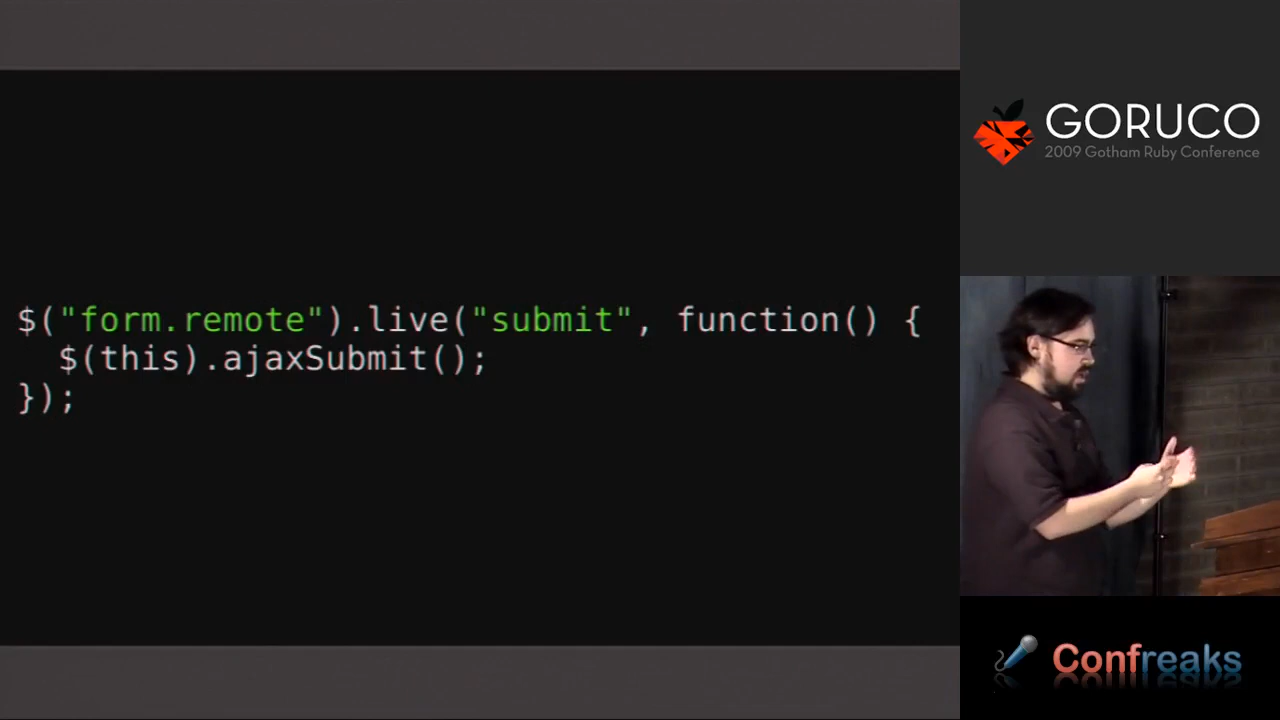 $("form.remote").live("submit", function() {
  $(this).ajaxSubmit();
});
GORUCO
2009 Gotham Ruby Conference
Confreaks